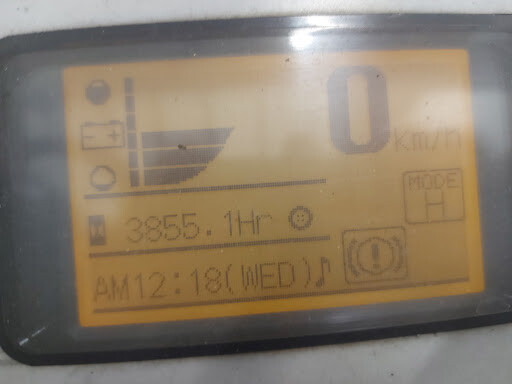 0 km/h
MODE
H
3855.1Hr
AM12:18(WED)♪